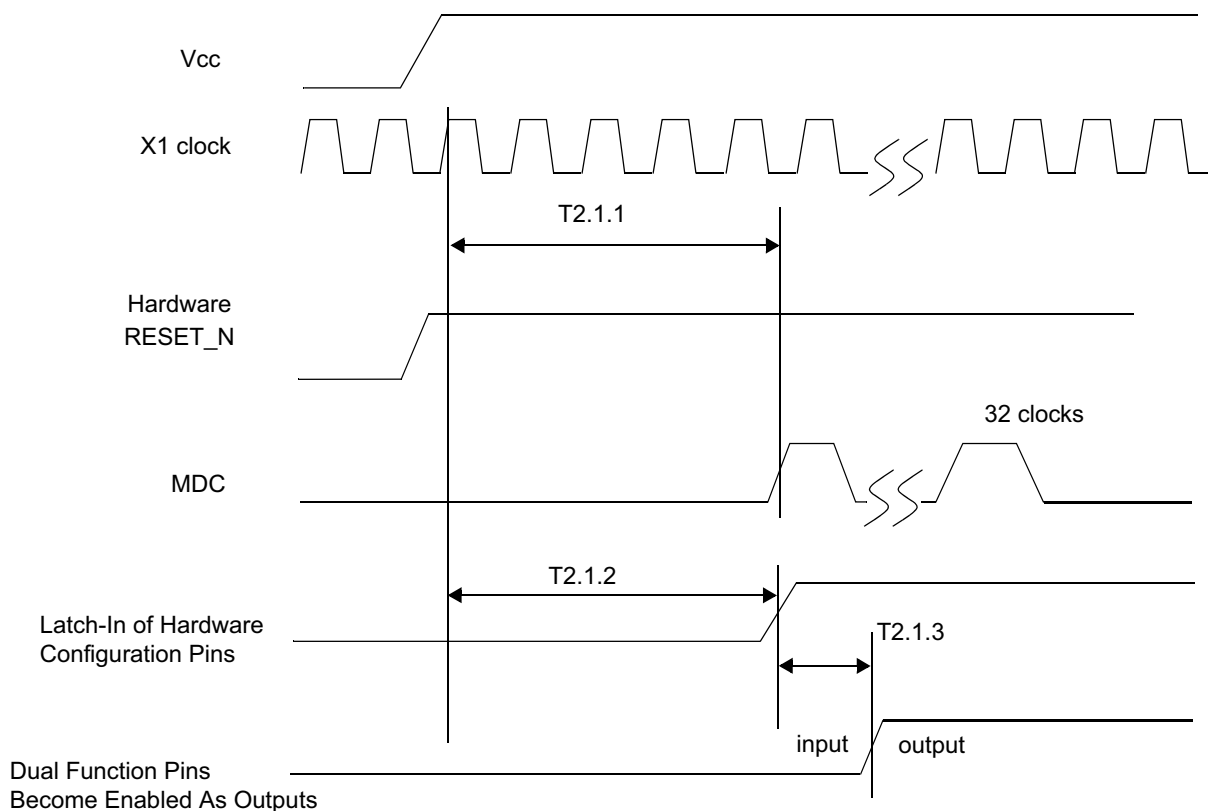 Vcc
X1 clock
T2.1.1
Hardware
RESET_N
32 clocks
MDC
T2.1.2
Latch-In of Hardware
Configuration Pins
T2.1.3
input
output
Dual Function Pins
Become Enabled As Outputs